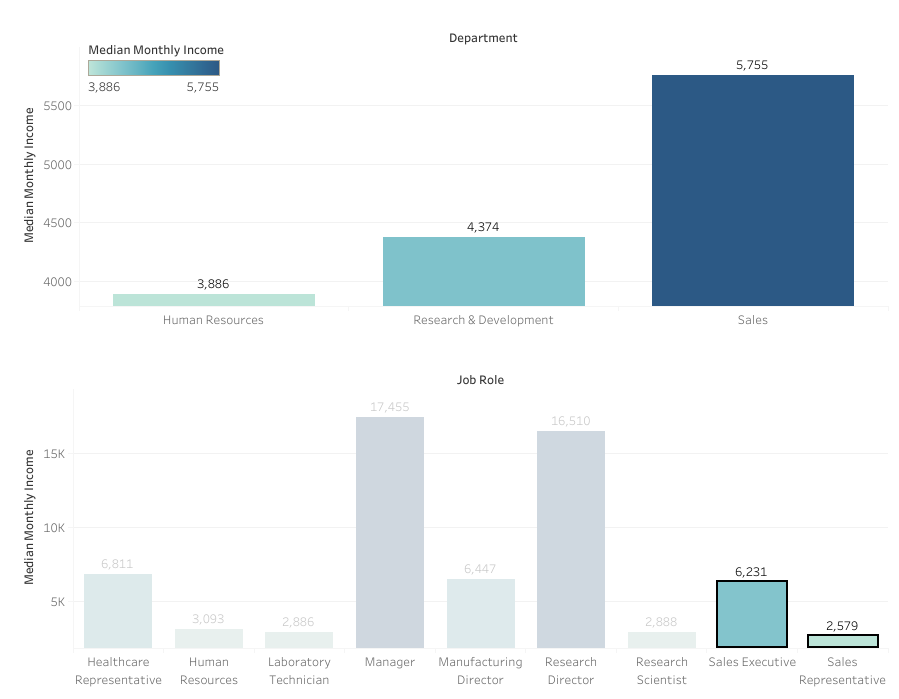 Department
Median Monthly Income
3,886 5,755
Median Monthly Income
5500
5000
4500
4000
3,886
4,374
5,755
Human Resources Research & Development Sales
Job Role
Median Monthly Income
15K
10K
5K
6,811
3,093
2,886
17,455
6,447
16,510
2,888
6,231
2,579
Healthcare
Representative
Human
Resources
Laboratory
Technician
Manager
Manufacturing
Director
Research
Director
Research
Scientist
Sales Executive
Sales
Representative